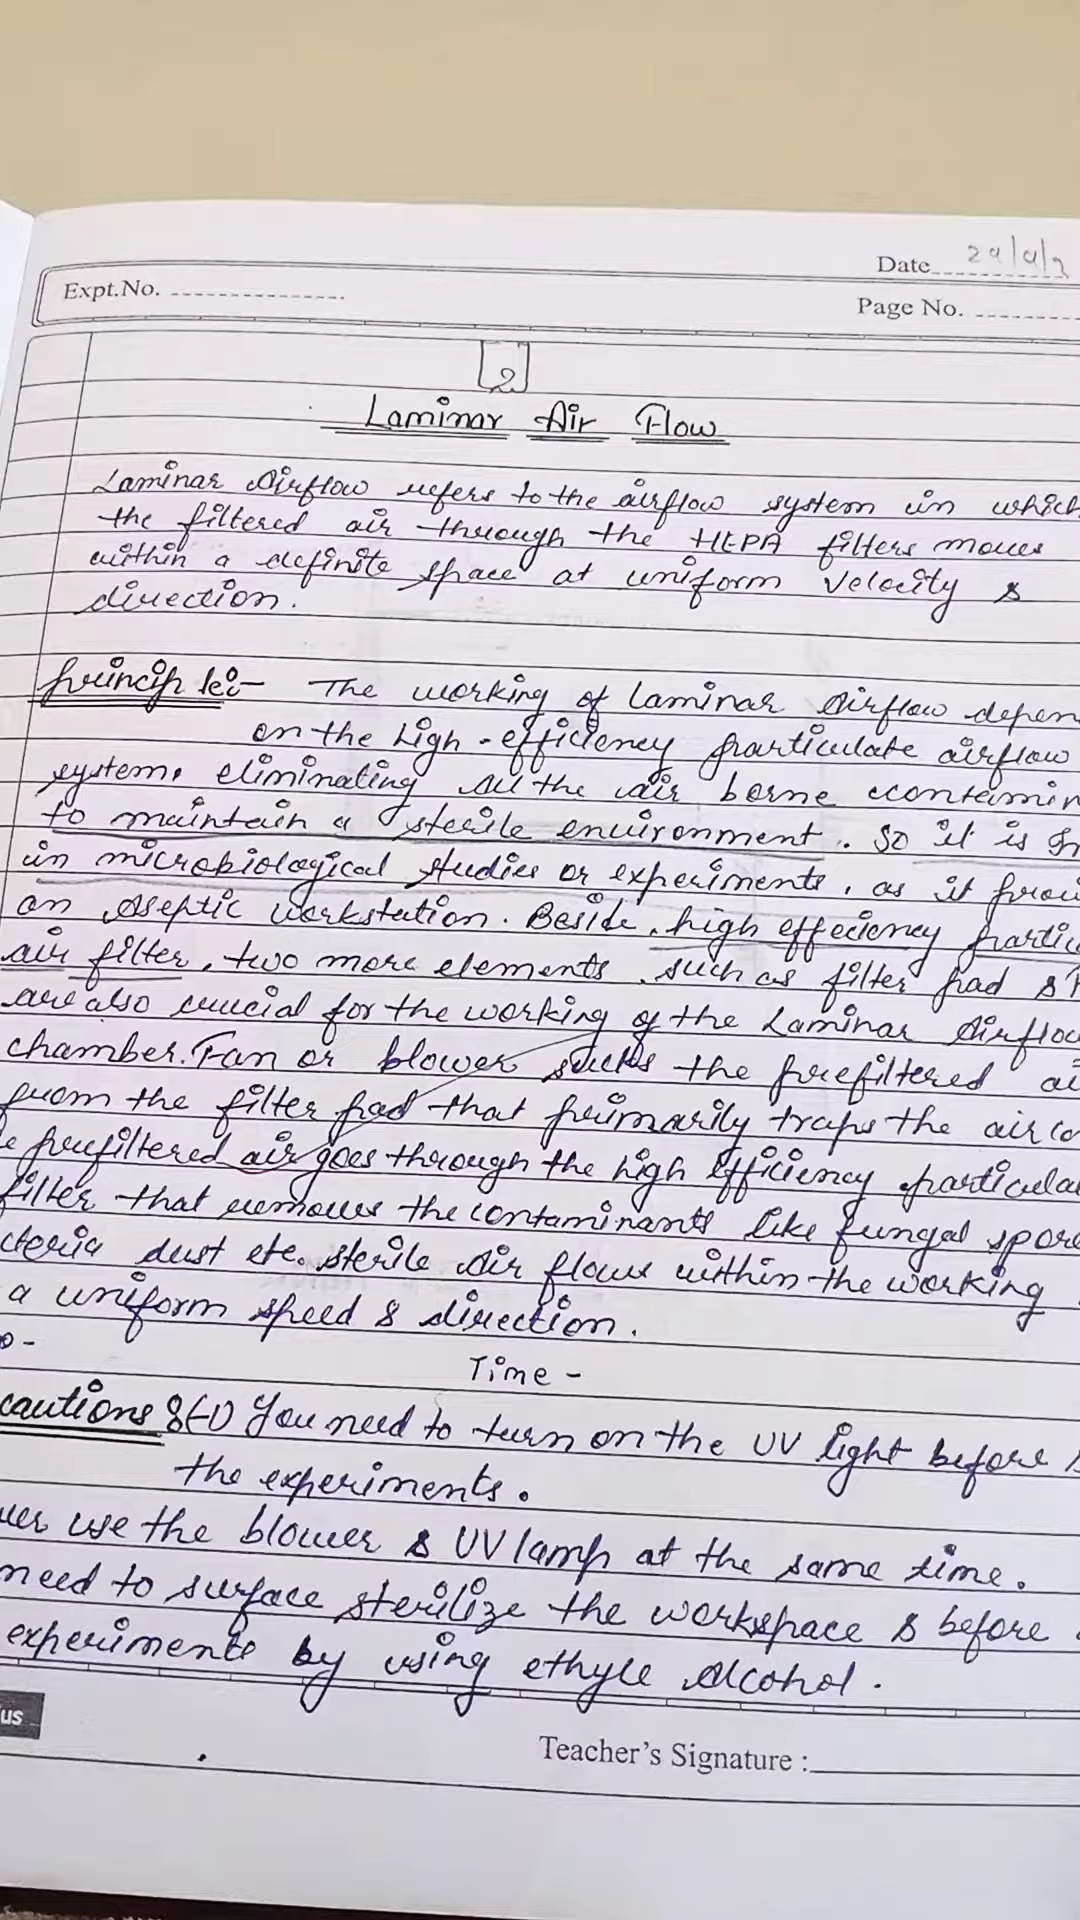 Date 24/9/2
Expt.No.
Page No.
2
Laminar Air Flow
Laminar Airflow refers to the airflow system in which
the filtered air through the HEPA filters moves
within a definite space at uniform velocity &
direction.
Principle:- The working of Laminar Airflow depen
on the high-efficiency particulate airflow
system. eliminating all the air borne contamin
to maintain a sterile environment. So it is
in microbiological studies or experiments, as it prov
an Aseptic workstation. Beside, high effeciency particu
air filter, two more elements such as filter pad &
are also crucial for the working of the Laminar Airflow
chamber. Fan or blower sucks the prefiltered ai
from the filter pad that primarily traps the air co
e prefiltered air goes through the high efficiency particula
filter that removes the contaminants like fungal spore
cteria dust etc. sterile Air flows within the working
a uniform speed & direction.
Time -
cautions :- (-1) You need to turn on the UV light before
the experiments.
ver use the blower & UV lamp at the same time.
need to surface sterilize the workspace & before
experiments by using ethyle Alcohol.
us
Teacher's Signature :